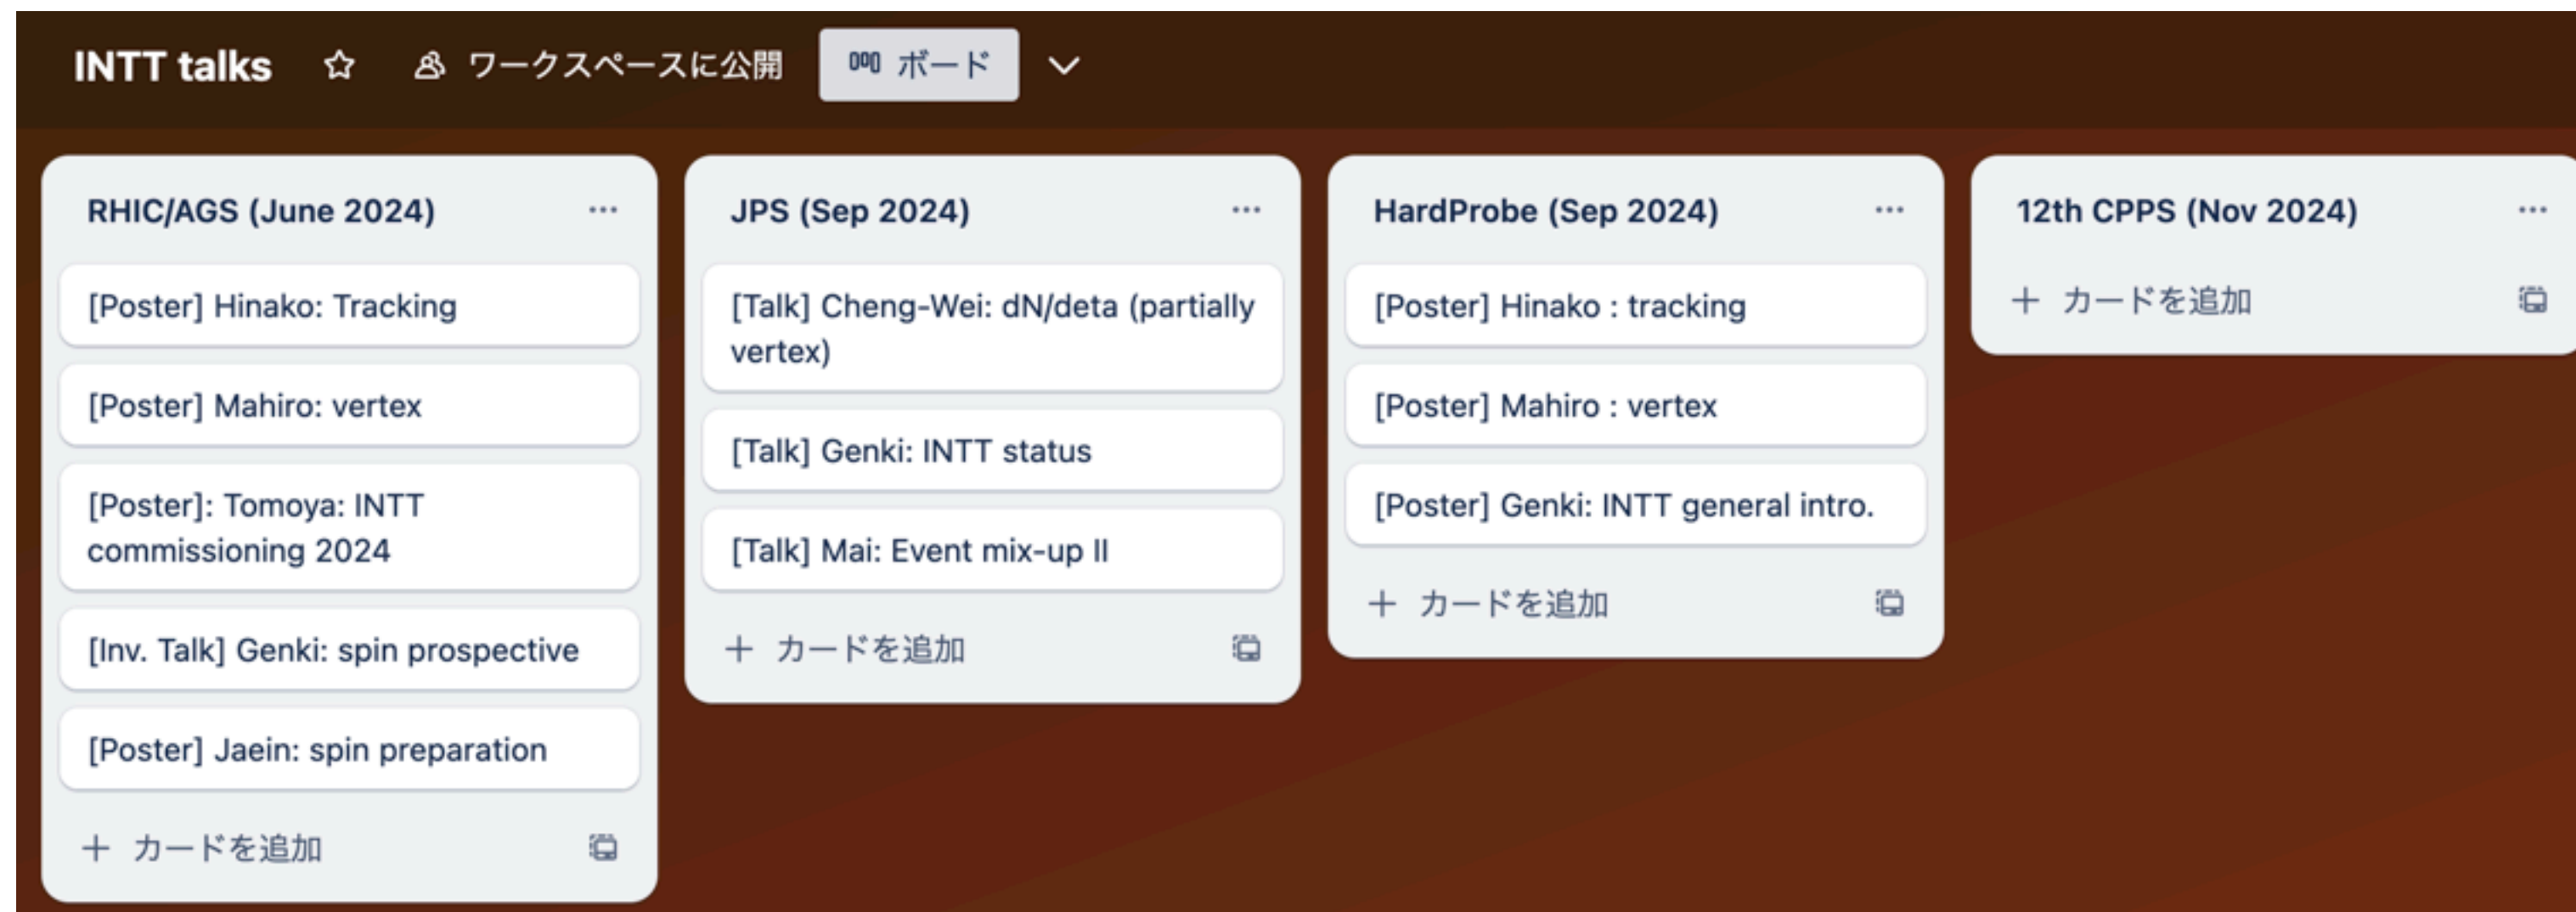 INTT talks
ワークスペースに公開
ボード
RHIC/AGS (June 2024)
[Poster] Hinako: Tracking
[Poster] Mahiro: vertex
[Poster]: Tomoya: INTT
commissioning 2024
[Inv. Talk] Genki: spin prospective
[Poster] Jaein: spin preparation
+ カードを追加
JPS (Sep 2024)
[Talk] Cheng-Wei: dN/deta (partially
vertex)
[Talk] Genki: INTT status
[Talk] Mai: Event mix-up II
+ カードを追加
HardProbe (Sep 2024)
[Poster] Hinako : tracking
[Poster] Mahiro : vertex
[Poster] Genki: INTT general intro.
+ カードを追加
12th CPPS (Nov 2024)
+ カードを追加